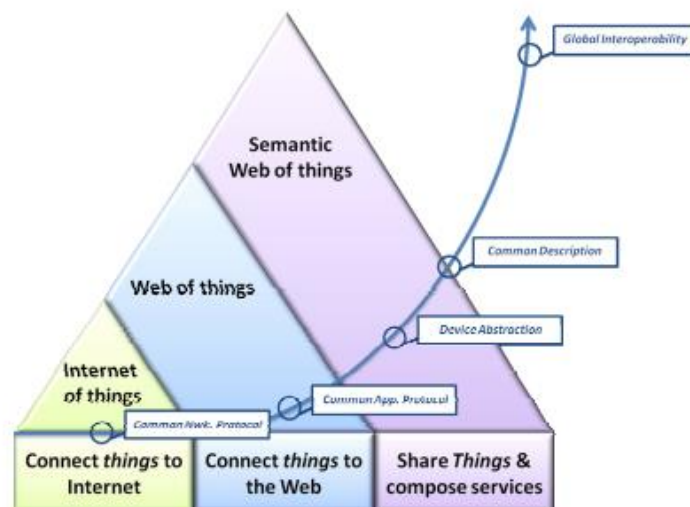 Global Interoperability
Semantic
Web of things
Common Description
Web of things
Device Abstraction
Internet
of things
Common App. Protocol
Common Nwk. Protocol
Connect things to
Internet
Connect things to
the Web
Share Things &
compose services